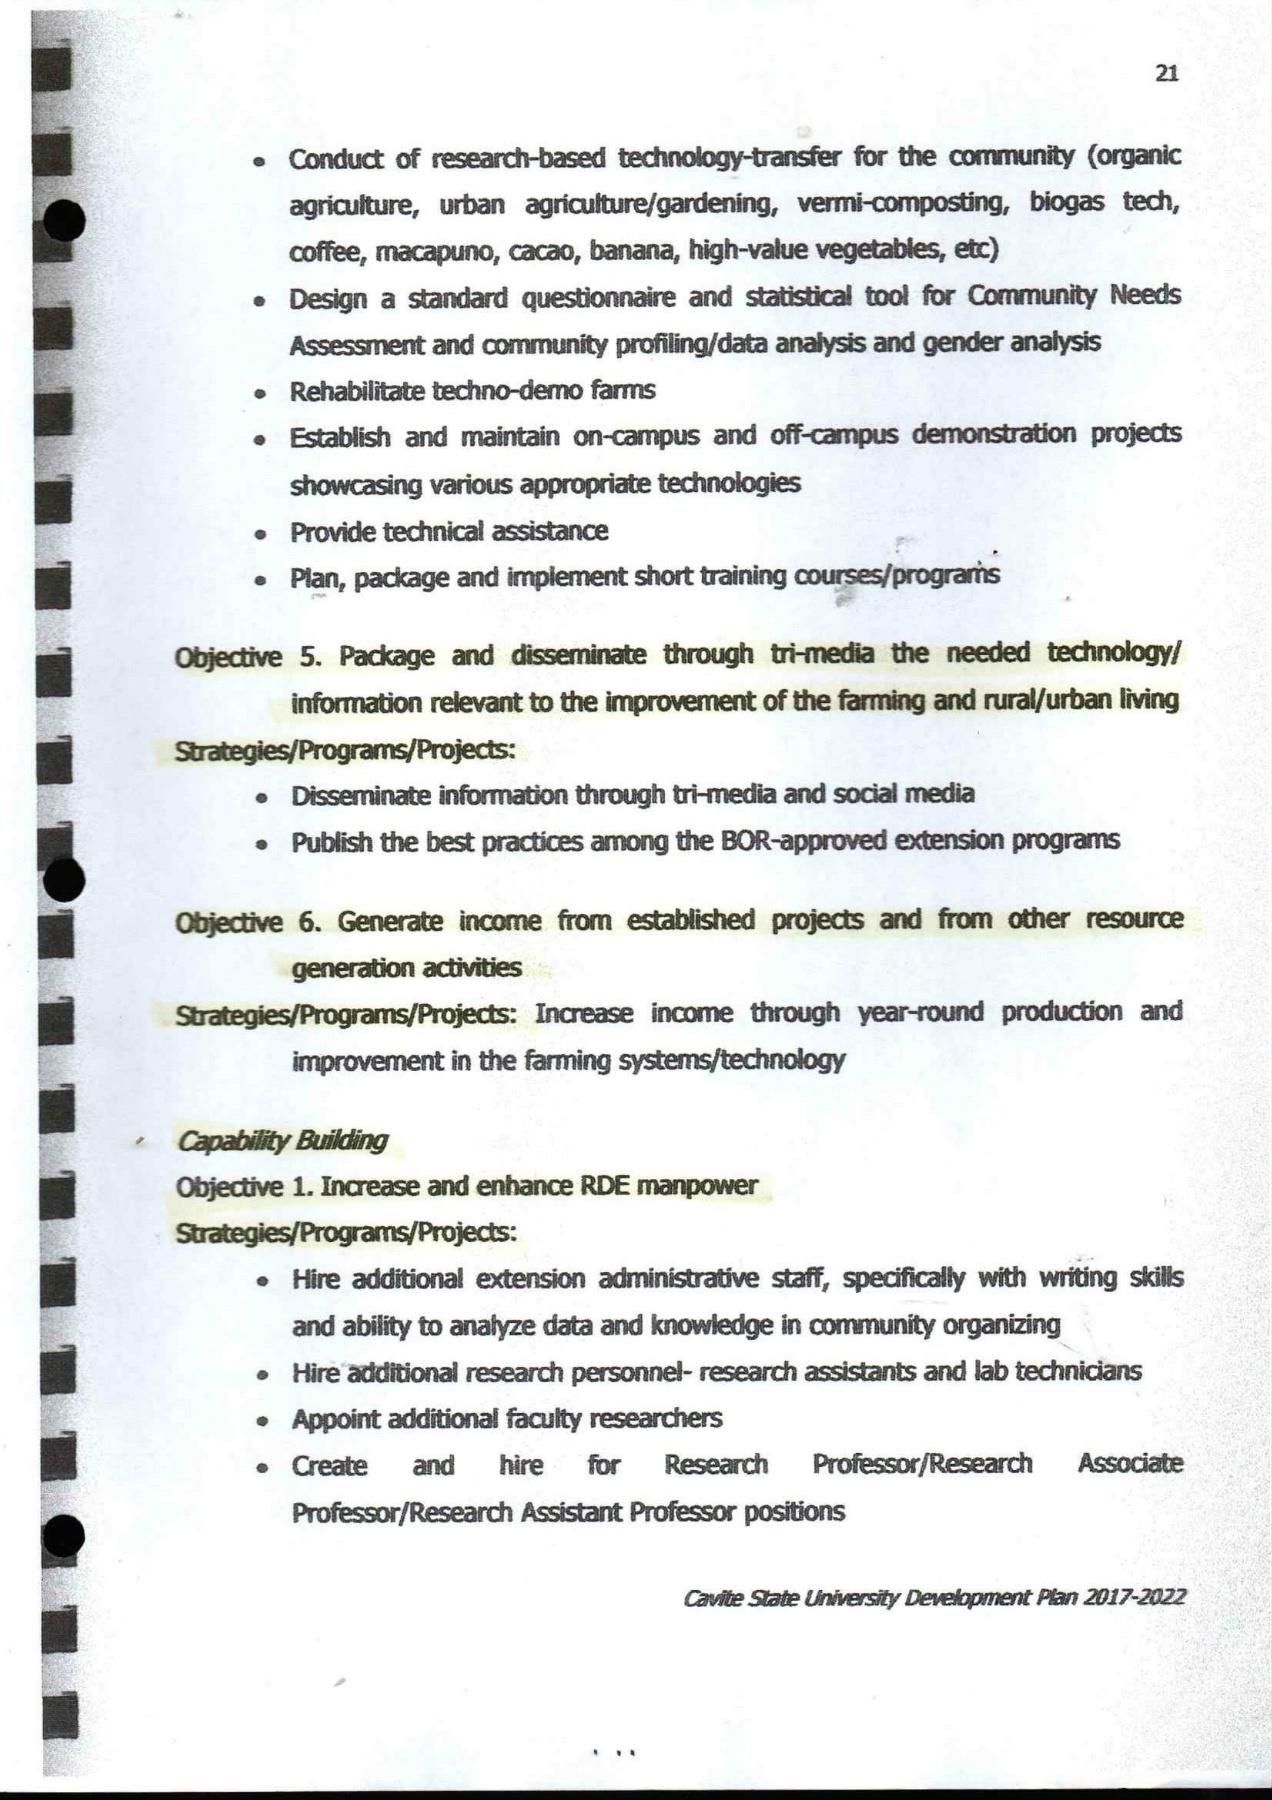 21
• Conduct of research-based technology-transfer for the community (organic
agriculture, urban agriculture/gardening, vermi-composting, biogas tech,
coffee, macapuno, cacao, banana, high-value vegetables, etc)
• Design a standard questionnaire and statistical tool for Community Needs
Assessment and community profiling/data analysis and gender analysis
• Rehabilitate techno-demo farms
• Establish and maintain on-campus and off-campus demonstration projects
showcasing various appropriate technologies
• Provide technical assistance
• Plan, package and implement short training courses/programs
Objective 5. Package and disseminate through tri-media the needed technology/
information relevant to the improvement of the farming and rural/urban living
Strategies/Programs/Projects:
• Disseminate information through tri-media and social media
• Publish the best practices among the BOR-approved extension programs
Objective 6. Generate income from established projects and from other resource
generation activities
Strategies/Programs/Projects: Increase income through year-round production and
improvement in the farming systems/technology
Capability Building
Objective 1. Increase and enhance RDE manpower
Strategies/Programs/Projects:
• Hire additional extension administrative staff, specifically with writing skills
and ability to analyze data and knowledge in community organizing
• Hire additional research personnel- research assistants and lab technicians
• Appoint additional faculty researchers
• Create and hire for Research Professor/Research Associate
Professor/Research Assistant Professor positions
Cavite State University Development Plan 2017-2022